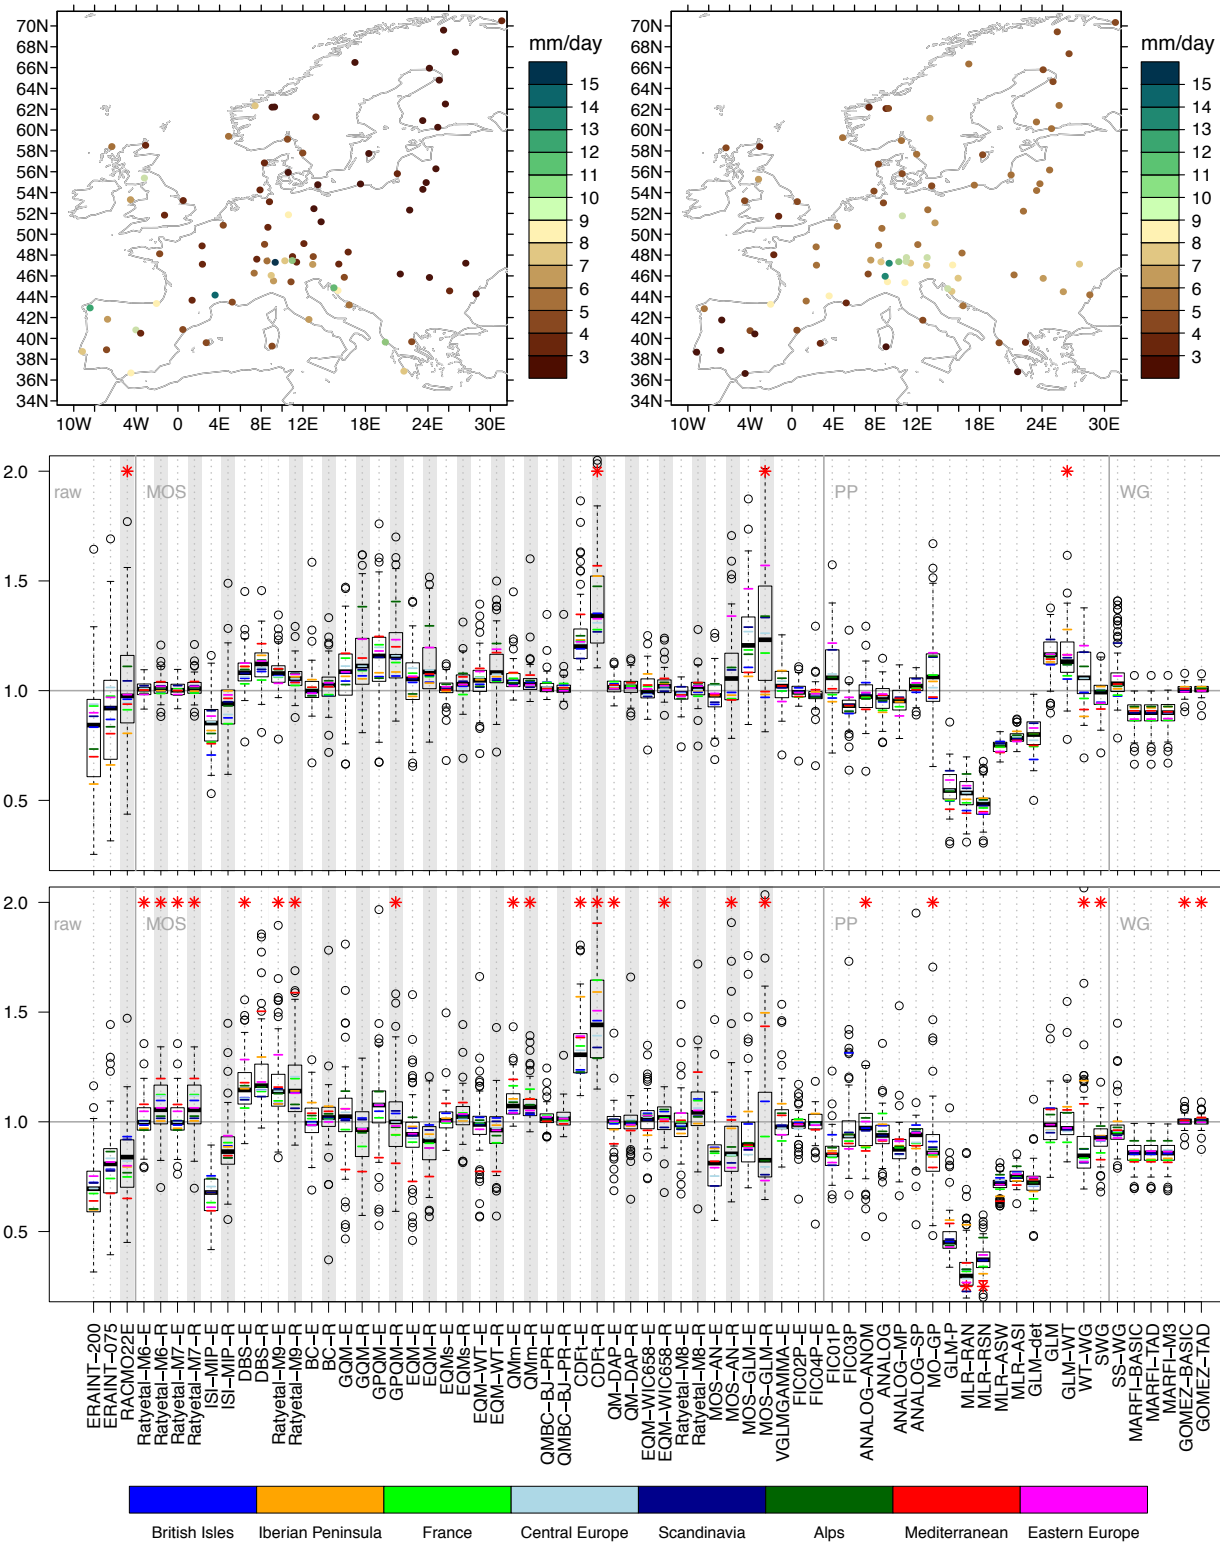 70N
68N
66N
64N
62N
60N
58N
56N
54N
52N
50N
48N
46N
44N
42N
40N
38N
36N
34N
10W 6W 2W 0 4E 8E 12E 16E 20E 24E 30E
mm/day
15
14
13
12
11
10
9
8
7
6
5
4
3
70N
68N
66N
64N
62N
60N
58N
56N
54N
52N
50N
48N
46N
44N
42N
40N
38N
36N
34N
10W 6W 2W 0 4E 8E 12E 16E 20E 24E 30E
mm/day
15
14
13
12
11
10
9
8
7
6
5
4
3
raw MOS PP WG
2.0
1.5
1.0
0.5
raw MOS PP WG
2.0
1.5
1.0
0.5
ERAINT-200
ERAINT-075
RACMO22E
Ratyetal-M6-E
Ratyetal-M6-R
Ratyetal-M7-E
Ratyetal-M7-R
ISI-MIP-E
ISI-MIP-R
DBS-E
DBS-R
Ratyetal-M9-E
Ratyetal-M9-R
BC-E
BC-R
GQM-E
GQM-R
GPQM-E
GPQM-R
EQM-E
EQM-R
EQMs-E
EQMs-R
EQM-WT-E
EQM-WT-R
QMm-E
QMm-R
QMBC-BJ-PR-E
QMBC-BJ-PR-R
CDFt-E
CDFt-R
QM-DAP-E
QM-DAP-R
EQM-WIC658-E
EQM-WIC658-R
Ratyetal-M8-E
Ratyetal-M8-R
MOS-AN-E
MOS-AN-R
MOS-GLM-E
MOS-GLM-R
VGLMGAMMA-E
FIC02P-E
FIC04P-E
FIC01P
FIC03P
ANALOG-ANOM
ANALOG
ANALOG-MP
ANALOG-SP
MO-GP
GLM-P
MLR-RAN
MLR-RSN
MLR-ASW
MLR-ASI
GLM-det
GLM
GLM-WT
WT-WG
SWG
SS-WG
MARFI-BASIC
MARFI-TAD
MARFI-M3
GOMEZ-BASIC
GOMEZ-TAD
British Isles Iberian Peninsula France Central Europe Scandinavia Alps Mediterranean Eastern Europe